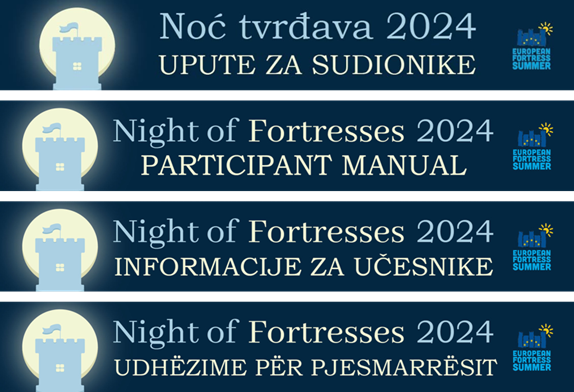 Noć tvrđava 2024
UPUTE ZA SUDIONIKE
EUROPEAN
FORTRESS
SUMMER
Night of Fortresses 2024
PARTICIPANT MANUAL
EUROPEAN
FORTRESS
SUMMER
Night of Fortresses 2024
INFORMACIJE ZA UČESNIKE
EUROPEAN
FORTRESS
SUMMER
Night of Fortresses 2024
UDHËZIME PËR PJESMARRËSIT
EUROPEAN
FORTRESS
SUMMER